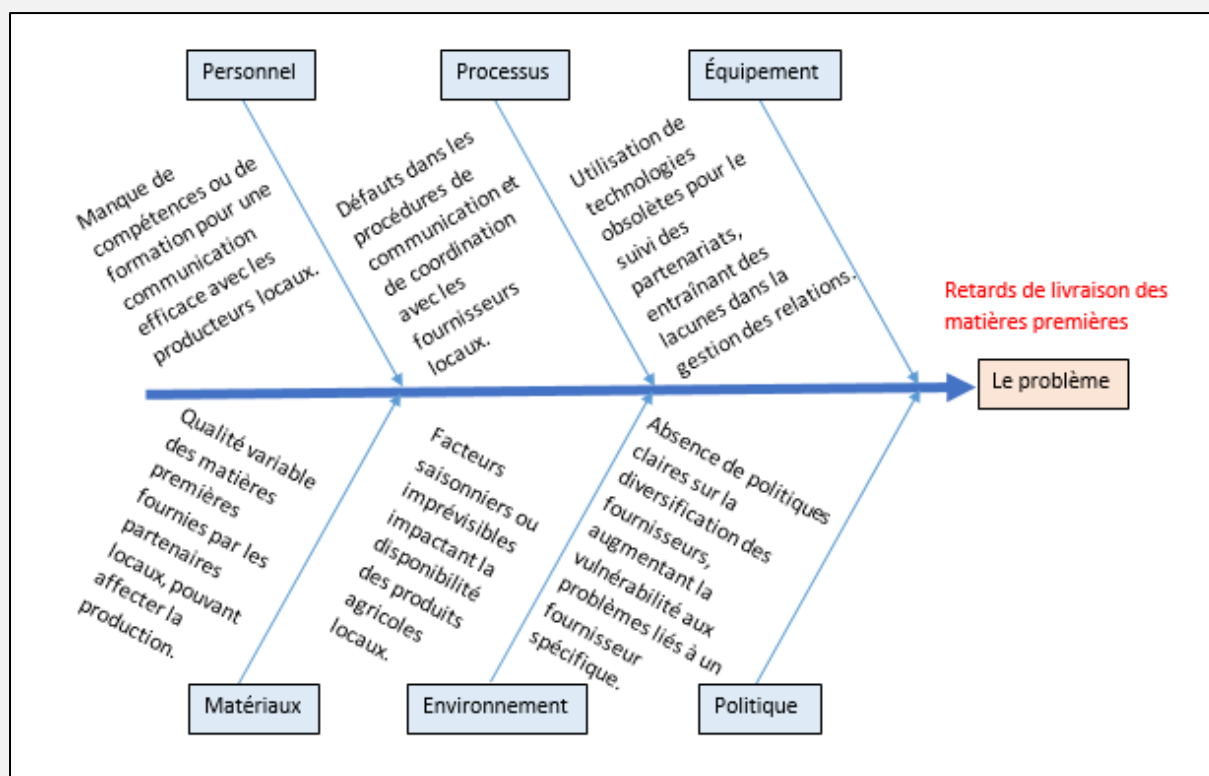 Personnel
Processus
Équipement
Manque de
compétences ou de
formation pour une
communication
efficace avec les
producteurs locaux.
Défauts dans les
procédures de
communication et
de coordination
avec les
fournisseurs
locaux.
Utilisation de
technologies
obsolètes pour le
suivi des
partenariats,
entraînant des
lacunes dans la
gestion des relations.
Retards de livraison des
matières premières
Le problème
Qualité variable
des matières
premières
fournies par les
partenaires
locaux, pouvant
affecter la
production.
Facteurs
saisonniers ou
imprévisibles
impactant la
disponibilité
des produits
agricoles
locaux.
Absence de politiques
claires sur la
diversification des
fournisseurs,
augmentant la
vulnérabilité aux
problèmes liés à un
fournisseur
spécifique.
Matériaux
Environnement
Politique